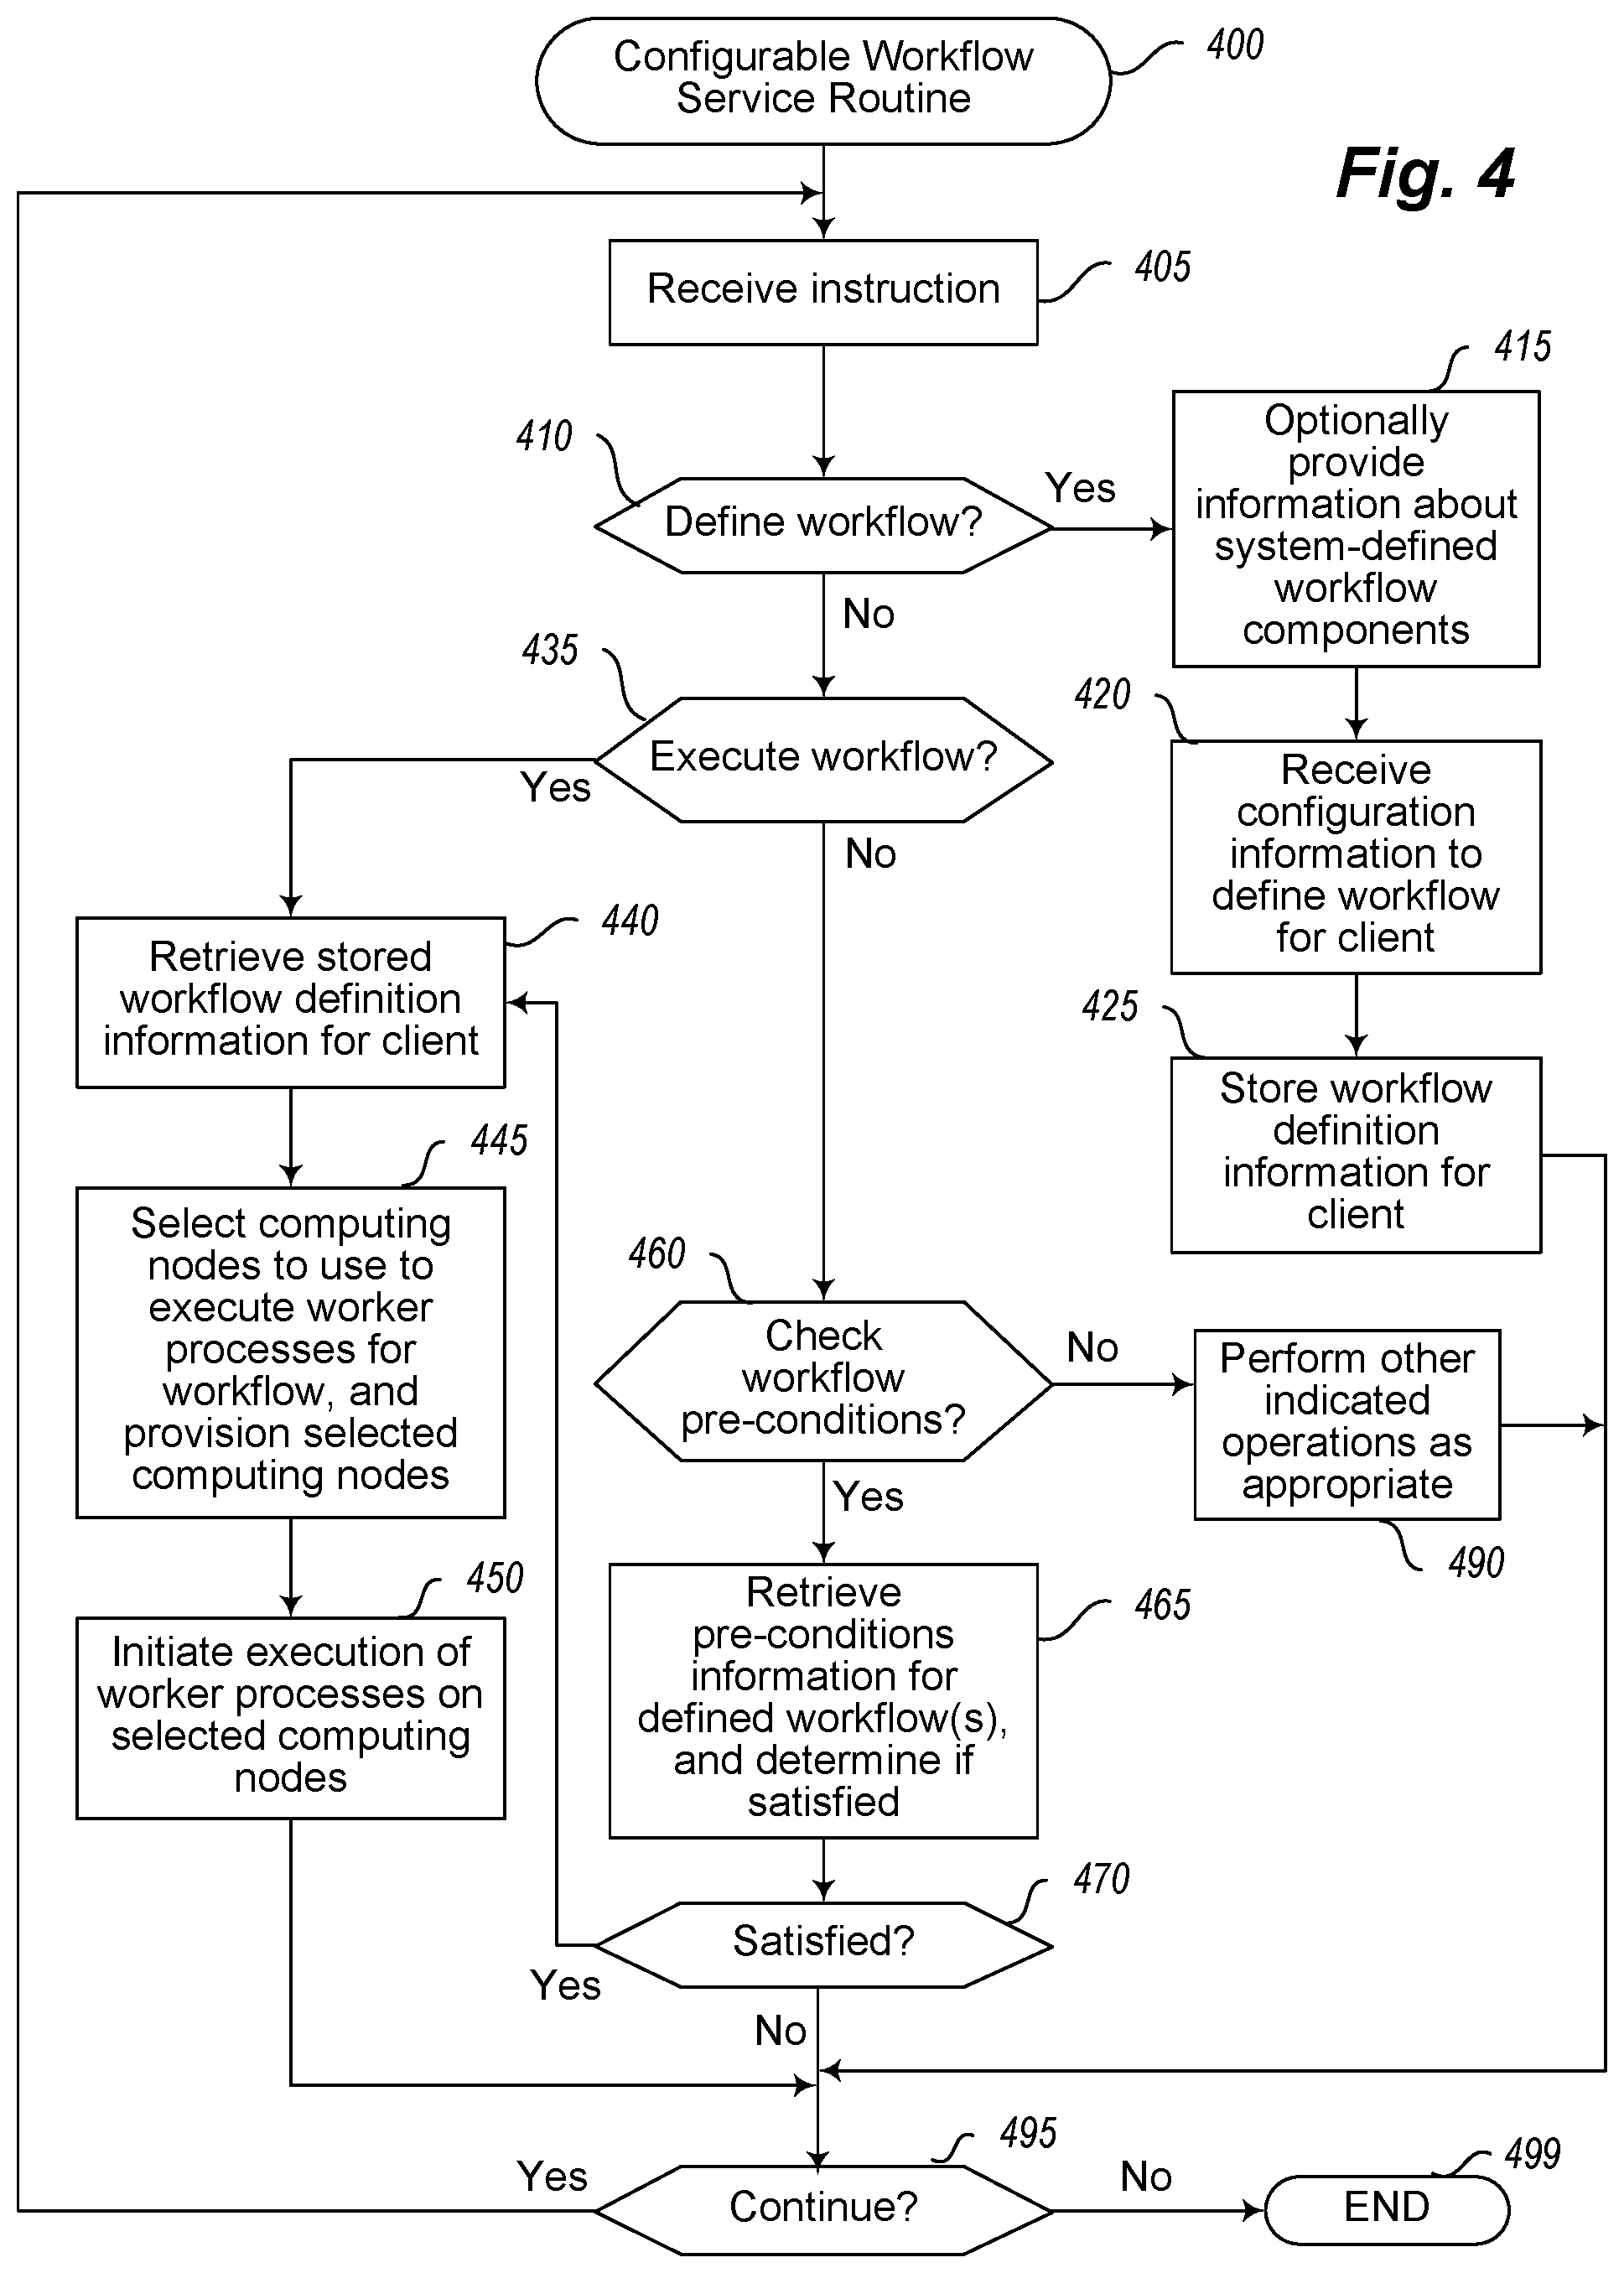 Configurable Workflow
Service Routine
400
Fig. 4
Receive instruction
405
410
Define workflow?
Yes
No
415
Optionally
provide
information about
system-defined
workflow
components
435
Execute workflow?
Yes
No
420
Receive
configuration
information to
define workflow
for client
440
Retrieve stored
workflow definition
information for client
425
Store workflow
definition
information for
client
445
Select computing
nodes to use to
execute worker
processes for
workflow, and
provision selected
computing nodes
460
Check
workflow
pre-conditions?
No
Yes
Perform other
indicated
operations as
appropriate
490
450
Initiate execution of
worker processes on
selected computing
nodes
465
Retrieve
pre-conditions
information for
defined workflow(s),
and determine if
satisfied
470
Satisfied?
Yes
No
495
Continue?
Yes
No
499
END